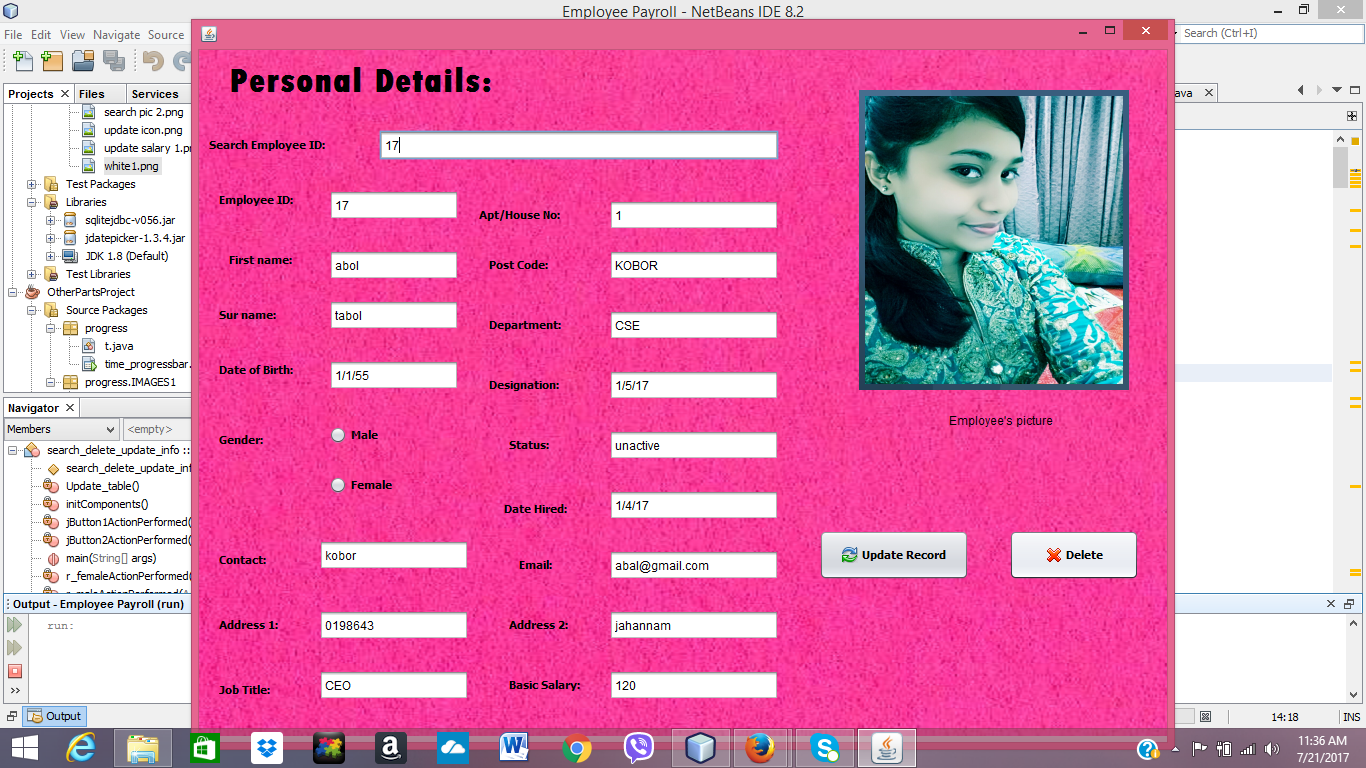 Employee Payroll - NetBeans IDE 8.2
File Edit View Navigate Source
Search (Ctrl+I)
Projects Files Services
search pic 2.png
update icon.png
update salary 1.pr
white1.png
Test Packages
Libraries
sqlitejdbc-v056.jar
jdatepicker-1.3.4.jar
JDK 1.8 (Default)
Test Libraries
OtherPartsProject
Source Packages
progress
t.java
time_progressbar.
progress.IMAGES1
Navigator
Members <empty>
search_delete_update_info ::
search_delete_update_inf
Update_table()
initComponents()
jButton1ActionPerformed(
jButton2ActionPerformed(
main(String[] args)
r_femaleActionPerformed(
Output - Employee Payroll (run)
run:
Output
Personal Details:
Search Employee ID: 17
Employee ID: 17
Apt/House No: 1
First name: abol
Post Code: KOBOR
Sur name: tabol
Department: CSE
Date of Birth: 1/1/55
Designation: 1/5/17
Gender: Male
Female
Status: unactive
Date Hired: 1/4/17
Contact: kobor
Email: abal@gmail.com
Address 1: 0198643
Address 2: jahannam
Job Title: CEO
Basic Salary: 120
Employee's picture
Update Record
Delete
ava
14:18 INS
11:36 AM
7/21/2017